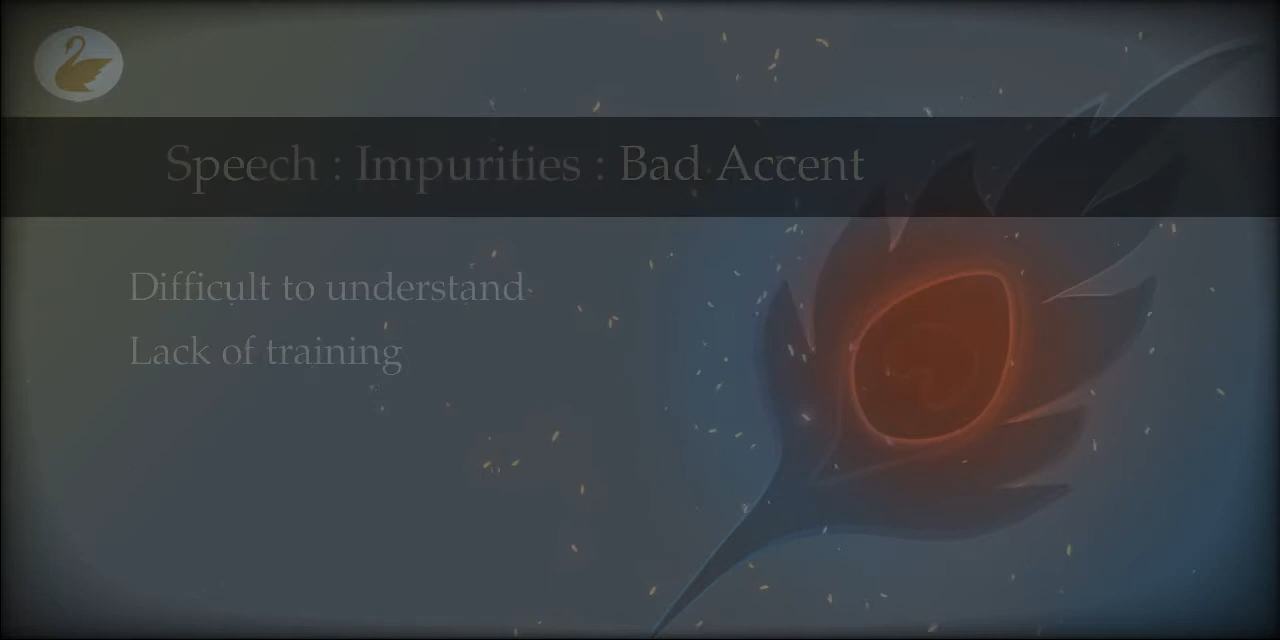 Speech : Impurities : Bad Accent
Difficult to understand
Lack of training